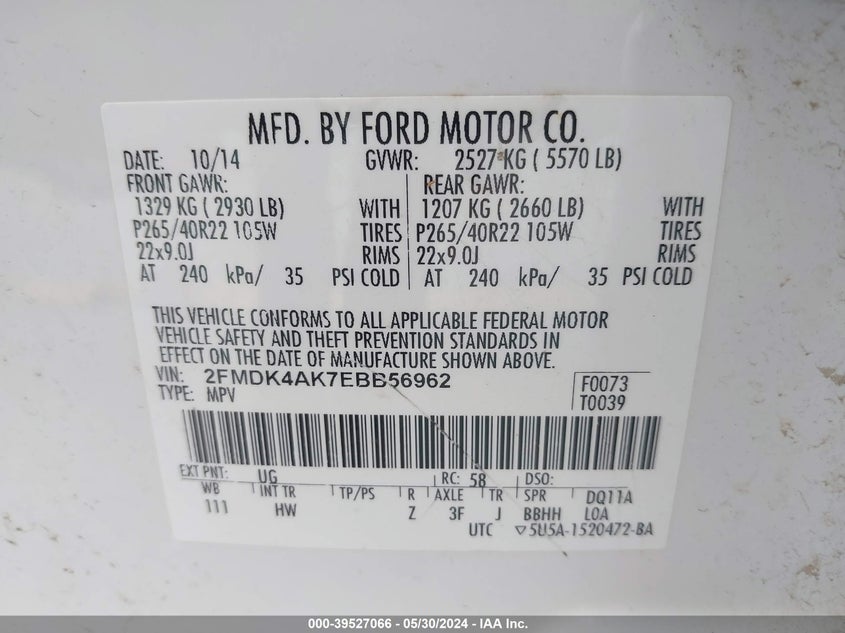 MFD. BY FORD MOTOR CO.
DATE: 10/14 GVWR: 2527 KG ( 5570 LB)
FRONT GAWR: REAR GAWR:
1329 KG ( 2930 LB) WITH 1207 KG ( 2660 LB) WITH
P265/40R22 105W TIRES P265/40R22 105W TIRES
22x9.0J RIMS 22x9.0J RIMS
AT 240 kPa/ 35 PSI COLD AT 240 kPa/ 35 PSI COLD
THIS VEHICLE CONFORMS TO ALL APPLICABLE FEDERAL MOTOR
VEHICLE SAFETY AND THEFT PREVENTION STANDARDS IN
EFFECT ON THE DATE OF MANUFACTURE SHOWN ABOVE.
VIN: 2FMDK4AK7EBB56962 F0073
TYPE: MPV T0039
EXT PNT: UG RC: 58 DSO:
WB INT TR TP/PS R AXLE TR SPR DQ11A
111 HW Z 3F J BBHH LOA
UTC ▽5U5A-1520472-BA
000-39527066 - 05/30/2024 - IAA Inc.